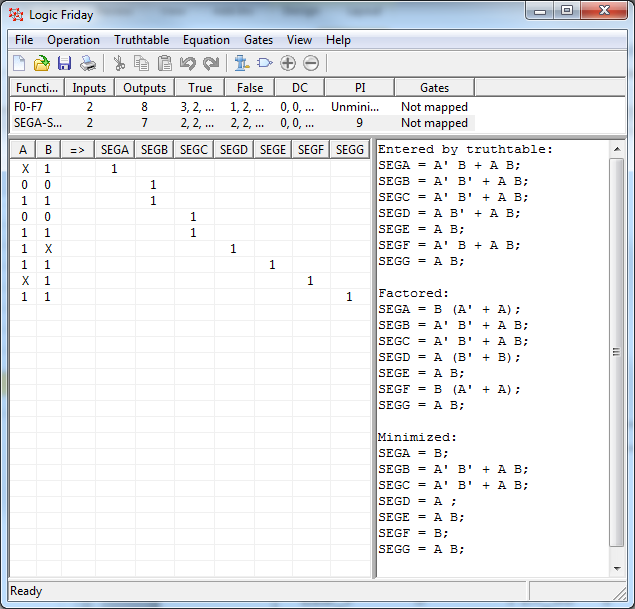 Logic Friday
File Operation Truthtable Equation Gates View Help
Functi... Inputs Outputs True False DC PI Gates
F0-F7 2 8 3, 2, ... 1, 2, ... 0, 0, ... Unmini... Not mapped
SEGA-S... 2 7 2, 2, ... 2, 2, ... 0, 0, ... 9 Not mapped
A B => SEGA SEGB SEGC SEGD SEGE SEGF SEGG
X 1 1
0 0 1
1 1 1
0 0 1
1 1 1
1 X 1
1 1 1
X 1 1
1 1 1
Entered by truthtable:
SEGA = A' B + A B;
SEGB = A' B' + A B;
SEGC = A' B' + A B;
SEGD = A B' + A B;
SEGE = A B;
SEGF = A' B + A B;
SEGG = A B;
Factored:
SEGA = B (A' + A);
SEGB = A' B' + A B;
SEGC = A' B' + A B;
SEGD = A (B' + B);
SEGE = A B;
SEGF = B (A' + A);
SEGG = A B;
Minimized:
SEGA = B;
SEGB = A' B' + A B;
SEGC = A' B' + A B;
SEGD = A ;
SEGE = A B;
SEGF = B;
SEGG = A B;
Ready